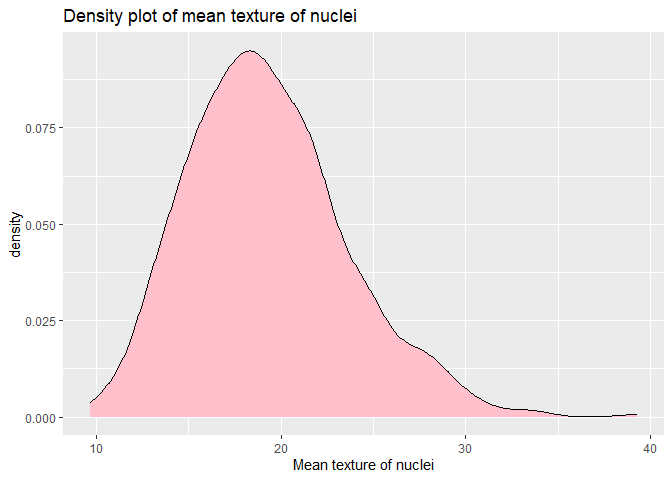 Density plot of mean texture of nuclei
density
0.075
0.050
0.025
0.000
10 20 30 40
Mean texture of nuclei